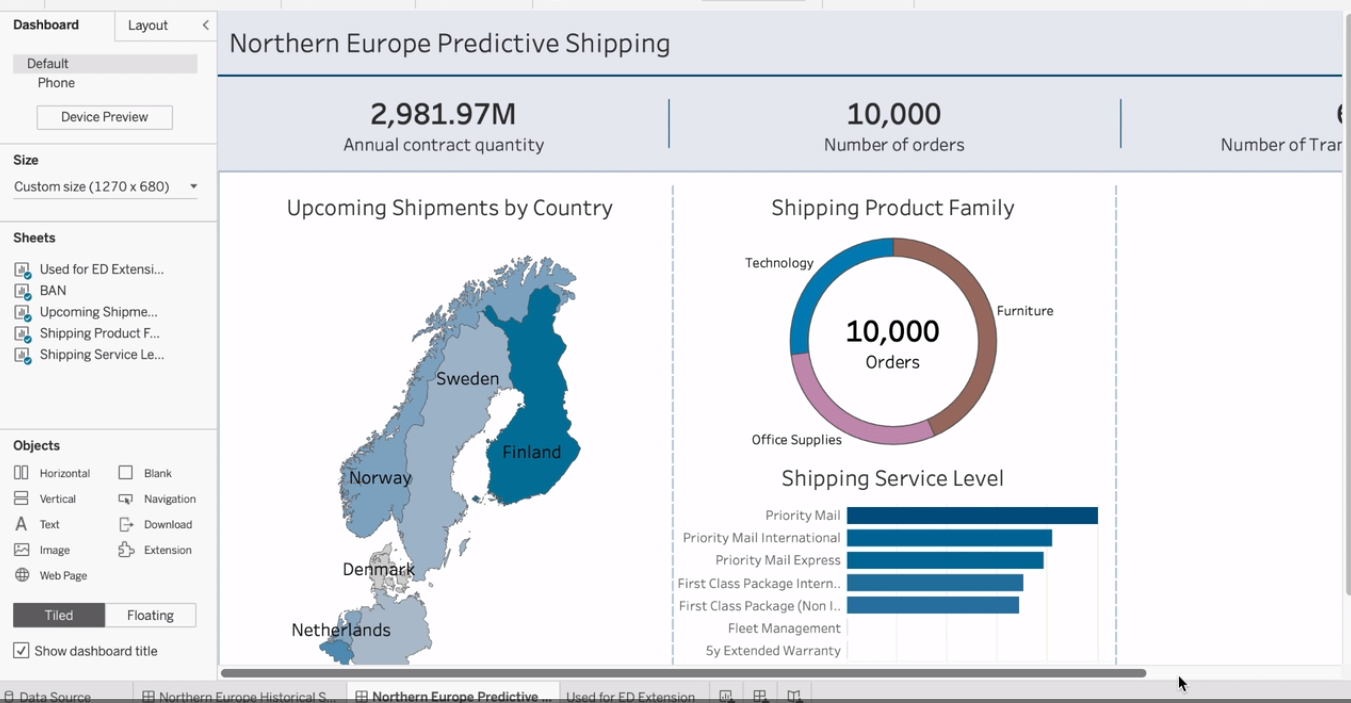 Dashboard
Layout
Default
Phone
Device Preview
Size
Custom size (1270 x 680)
Sheets
Used for ED Extensi...
BAN
Upcoming Shipme...
Shipping Product F...
Shipping Service Le...
Objects
Horizontal
Blank
Vertical
Navigation
Text
Download
Image
Extension
Web Page
Tiled
Floating
Show dashboard title
Northern Europe Predictive Shipping
2,981.97M
Annual contract quantity
10,000
Number of orders
Number of Tran
Upcoming Shipments by Country
Sweden
Finland
Norway
Denmark
Netherlands
Shipping Product Family
Technology
Furniture
10,000
Orders
Office Supplies
Shipping Service Level
Priority Mail
Priority Mail International
Priority Mail Express
First Class Package Intern..
First Class Package (Non I..
Fleet Management
5y Extended Warranty
Data Source
Northern Europe Historical S...
Northern Europe Predictive ...
Used for ED Extension